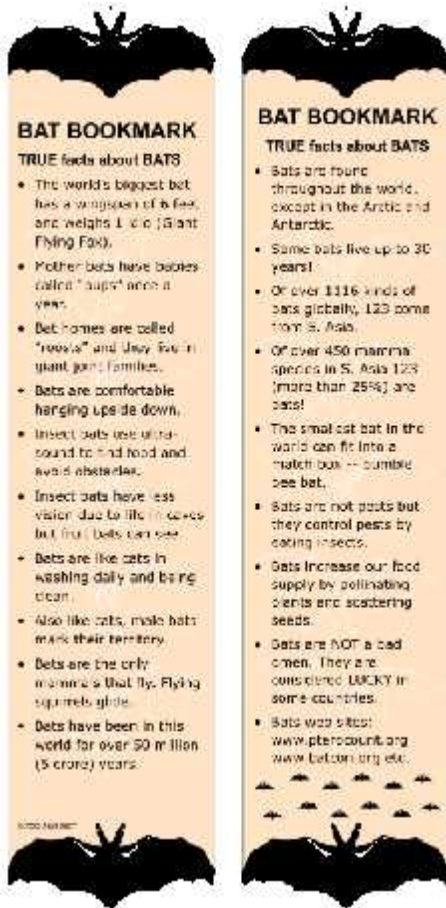 BAT BOOKMARK
TRUE facts about BATS
• The world's biggest bat
has a wingspan of 6 feet
and weighs 1 kilo (Giant
Flying Fox).
• Mother bats have babies
called "pups" once a
year.
• Bat homes are called
"roosts" and they live in
giant joint families.
• Bats are comfortable
hanging upside down.
• Insect bats use ultra-
sound to find food and
avoid obstacles.
• Insect bats have less
vision due to life in caves
but fruit bats can see
• Bats are like cats in
washing daily and being
clean.
• Also like cats, male bats
mark their territory.
• Bats are the only
mammals that fly. Flying
squirrels glide.
• Bats have been in this
world for over 50 million
(5 crore) years.
BAT BOOKMARK
TRUE facts about BATS
• Bats are found
throughout the world,
except in the Arctic and
Antarctic.
• Some bats live up to 30
years!
• Of over 1116 kinds of
bats globally, 123 come
from S. Asia.
• Of over 450 mammal
species in S. Asia 123
(more than 25%) are
bats!
• The smallest bat in the
world can fit into a
match box -- bumble
bee bat.
• Bats are not pests but
they control pests by
eating insects.
• Bats increase our food
supply by pollinating
plants and scattering
seeds.
• Bats are NOT a bad
omen. They are
considered LUCKY in
some countries.
• Bats web sites:
www.pterocount.org
www.batcon.org etc.